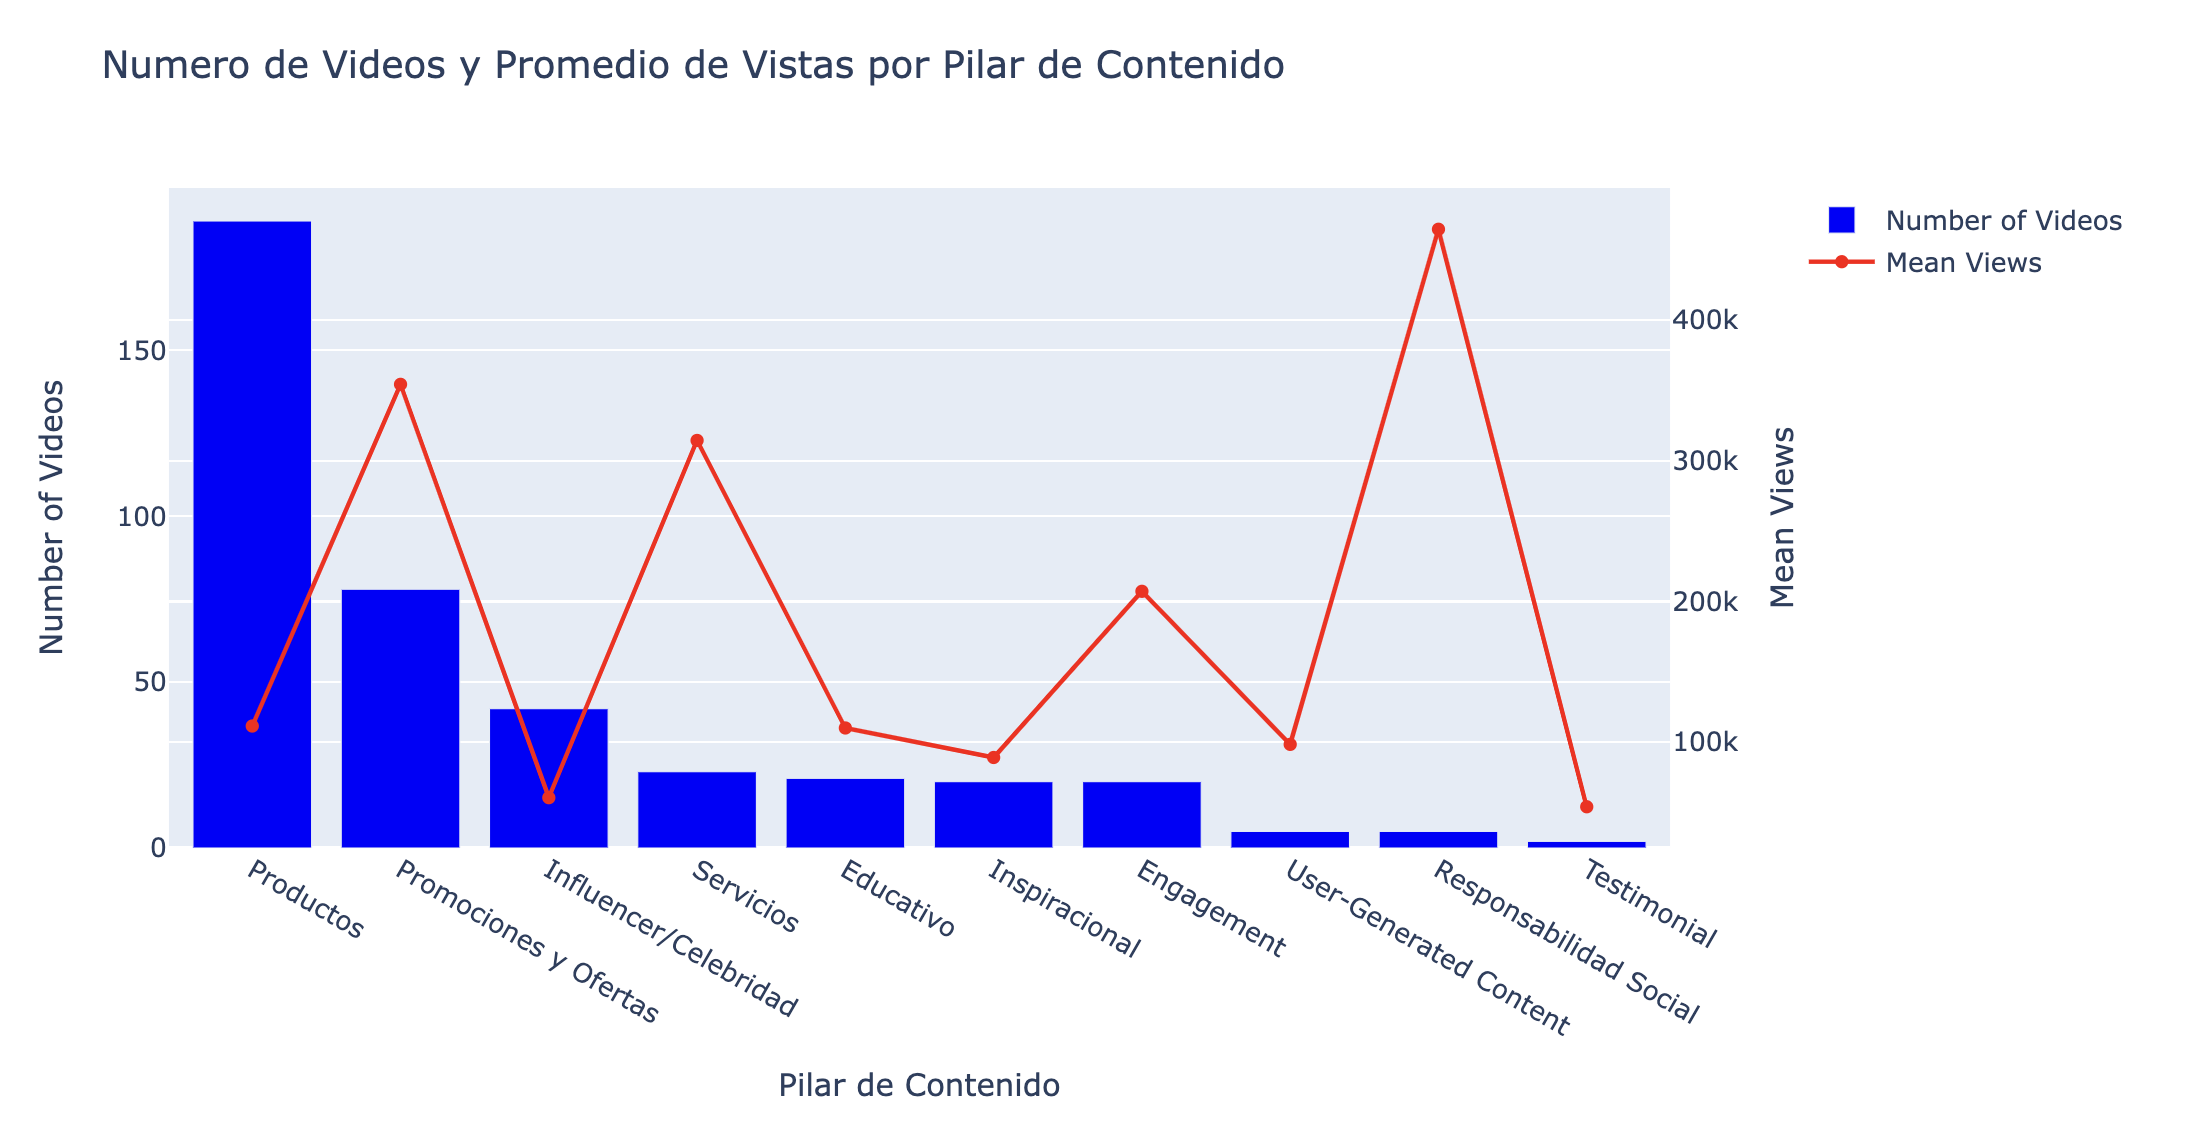 Numero de Videos y Promedio de Vistas por Pilar de Contenido
Number of Videos
Mean Views
150
100
50
0
400k
300k
200k
100k
Number of Videos
Mean Views
Productos
Promociones y Ofertas
Influencer/Celebridad
Servicios
Educativo
Inspiracional
Engagement
User-Generated Content
Responsabilidad Social
Testimonial
Pilar de Contenido